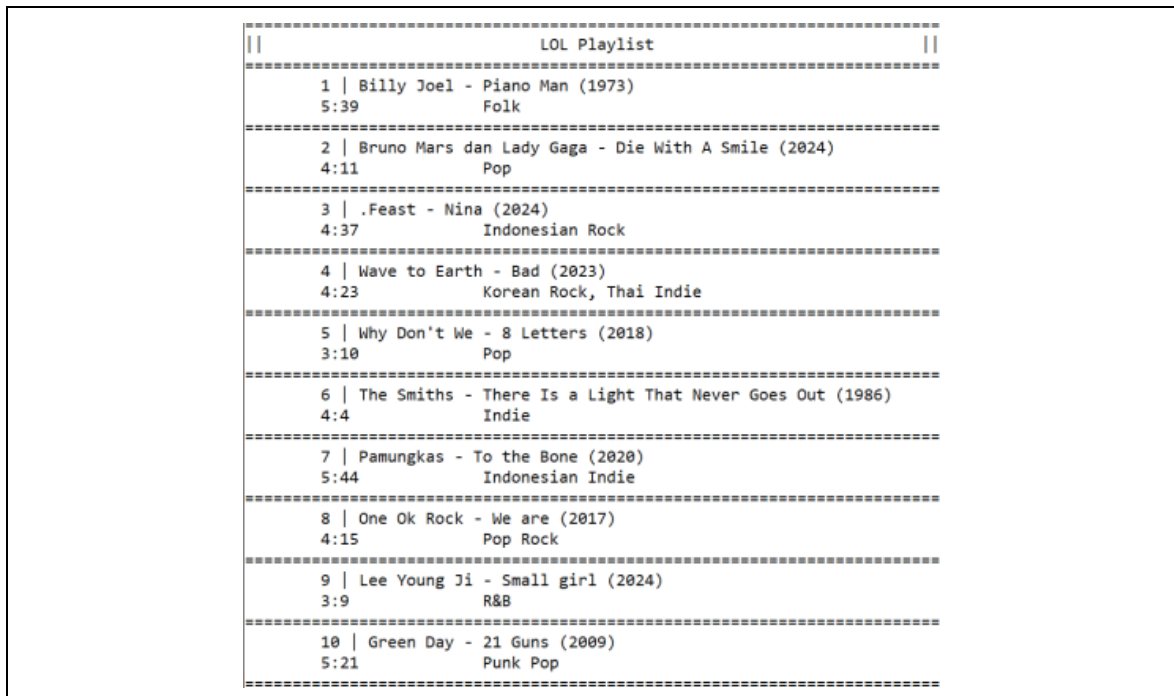 =========================================================================
||                             LOL Playlist                            ||
=========================================================================
        1 | Billy Joel - Piano Man (1973)
        5:39             Folk
=========================================================================
        2 | Bruno Mars dan Lady Gaga - Die With A Smile (2024)
        4:11             Pop
=========================================================================
        3 | .Feast - Nina (2024)
        4:37             Indonesian Rock
=========================================================================
        4 | Wave to Earth - Bad (2023)
        4:23             Korean Rock, Thai Indie
=========================================================================
        5 | Why Don't We - 8 Letters (2018)
        3:10             Pop
=========================================================================
        6 | The Smiths - There Is a Light That Never Goes Out (1986)
        4:4              Indie
=========================================================================
        7 | Pamungkas - To the Bone (2020)
        5:44             Indonesian Indie
=========================================================================
        8 | One Ok Rock - We are (2017)
        4:15             Pop Rock
=========================================================================
        9 | Lee Young Ji - Small girl (2024)
        3:9              R&B
=========================================================================
        10 | Green Day - 21 Guns (2009)
        5:21             Punk Pop
=========================================================================